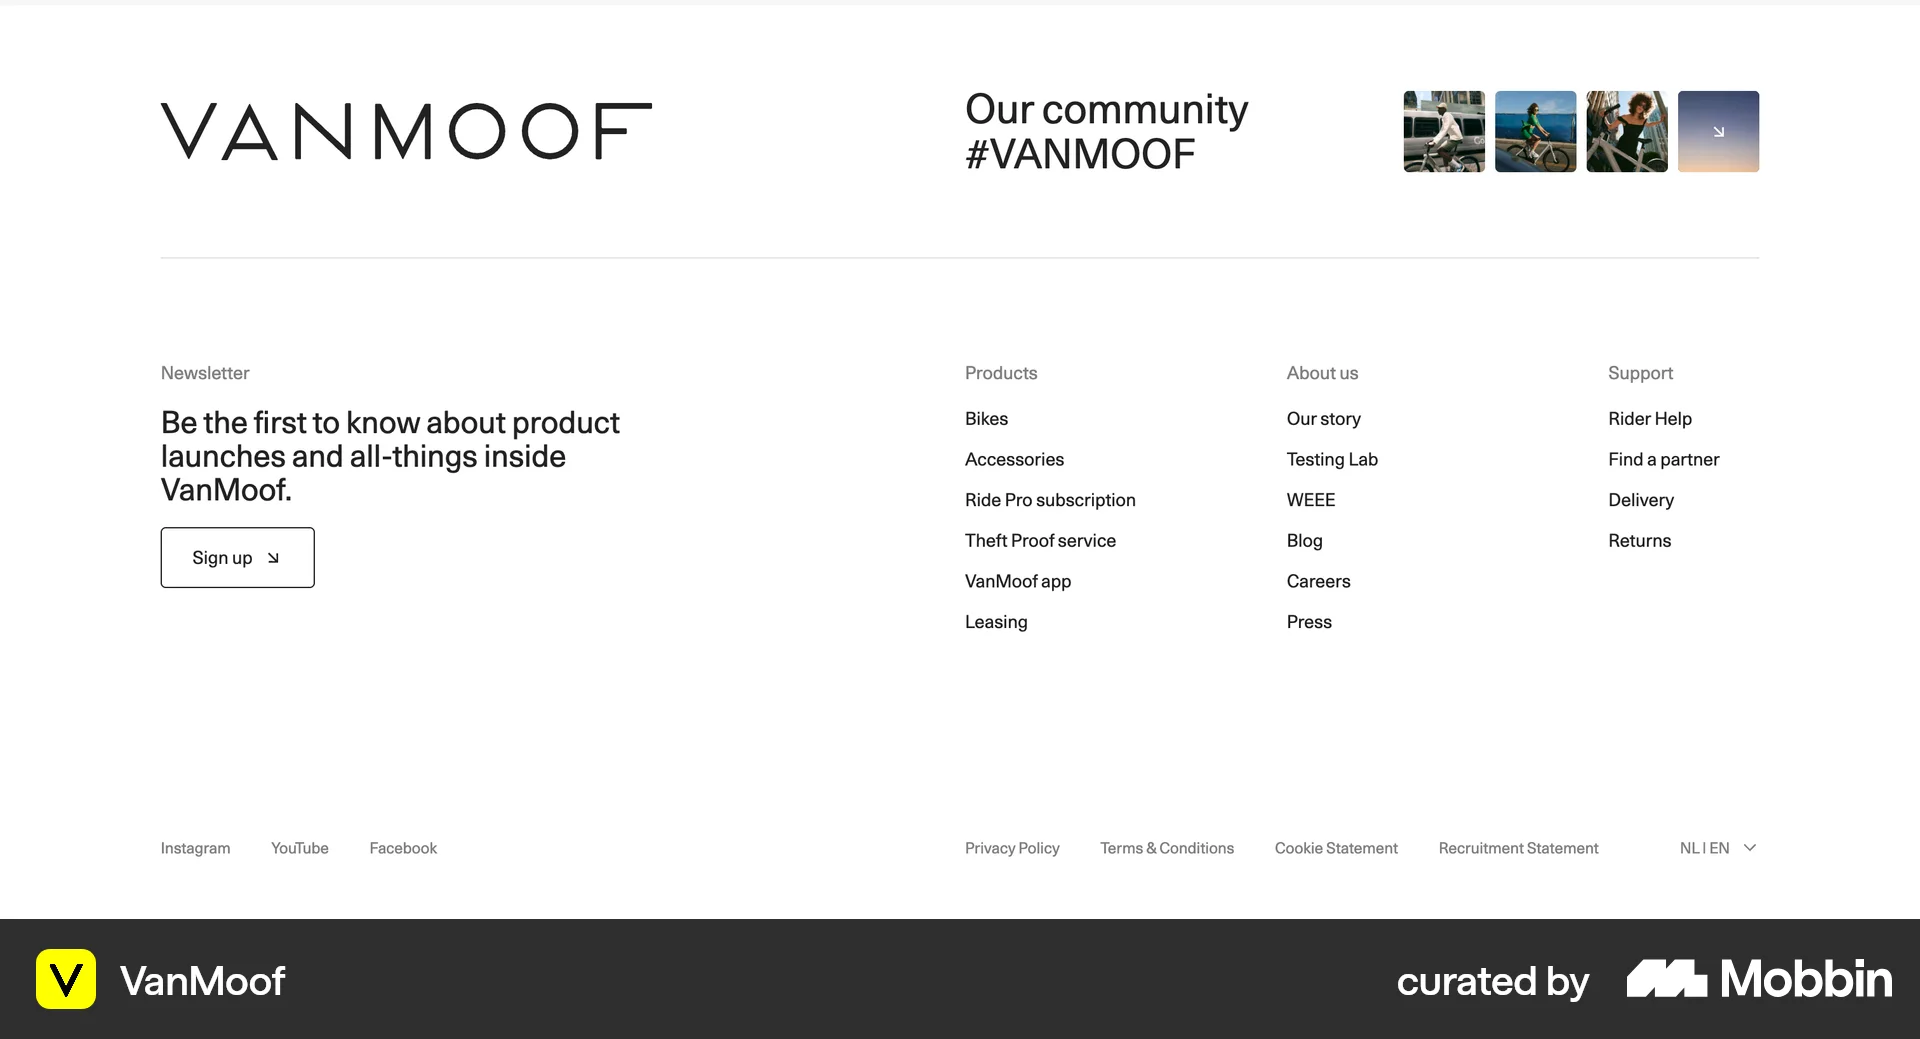 VANMOOF
Our community
#VANMOOF
Newsletter
Be the first to know about product
launches and all-things inside
VanMoof.
Sign up
Products
Bikes
Accessories
Ride Pro subscription
Theft Proof service
VanMoof app
Leasing
About us
Our story
Testing Lab
WEEE
Blog
Careers
Press
Support
Rider Help
Find a partner
Delivery
Returns
Instagram YouTube Facebook
Privacy Policy Terms & Conditions Cookie Statement Recruitment Statement NL | EN
V VanMoof
curated by Mobbin